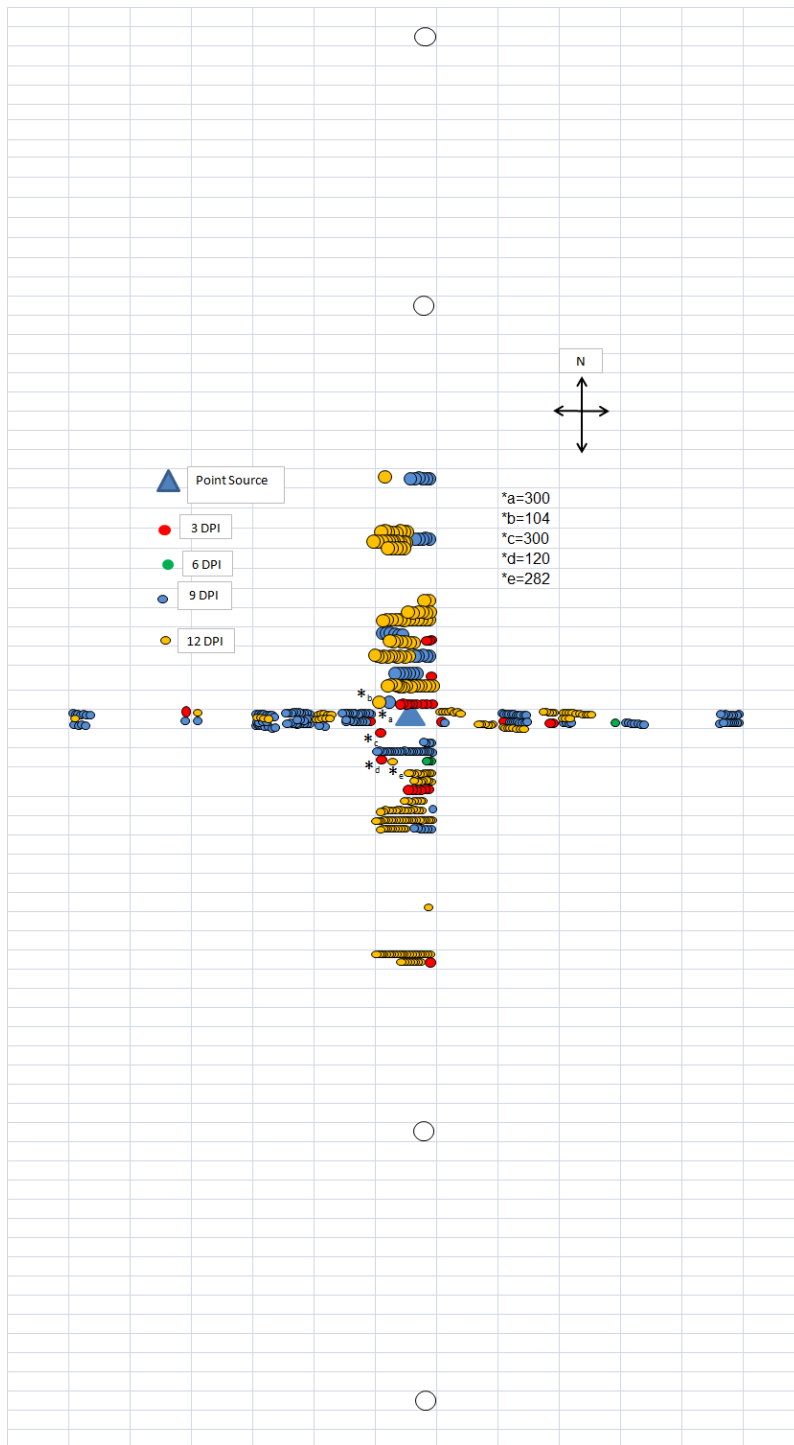 N
Point Source
3 DPI
6 DPI
9 DPI
12 DPI
*a=300
*b=104
*c=300
*d=120
*e=282
*b
*a
*c
*d
*e